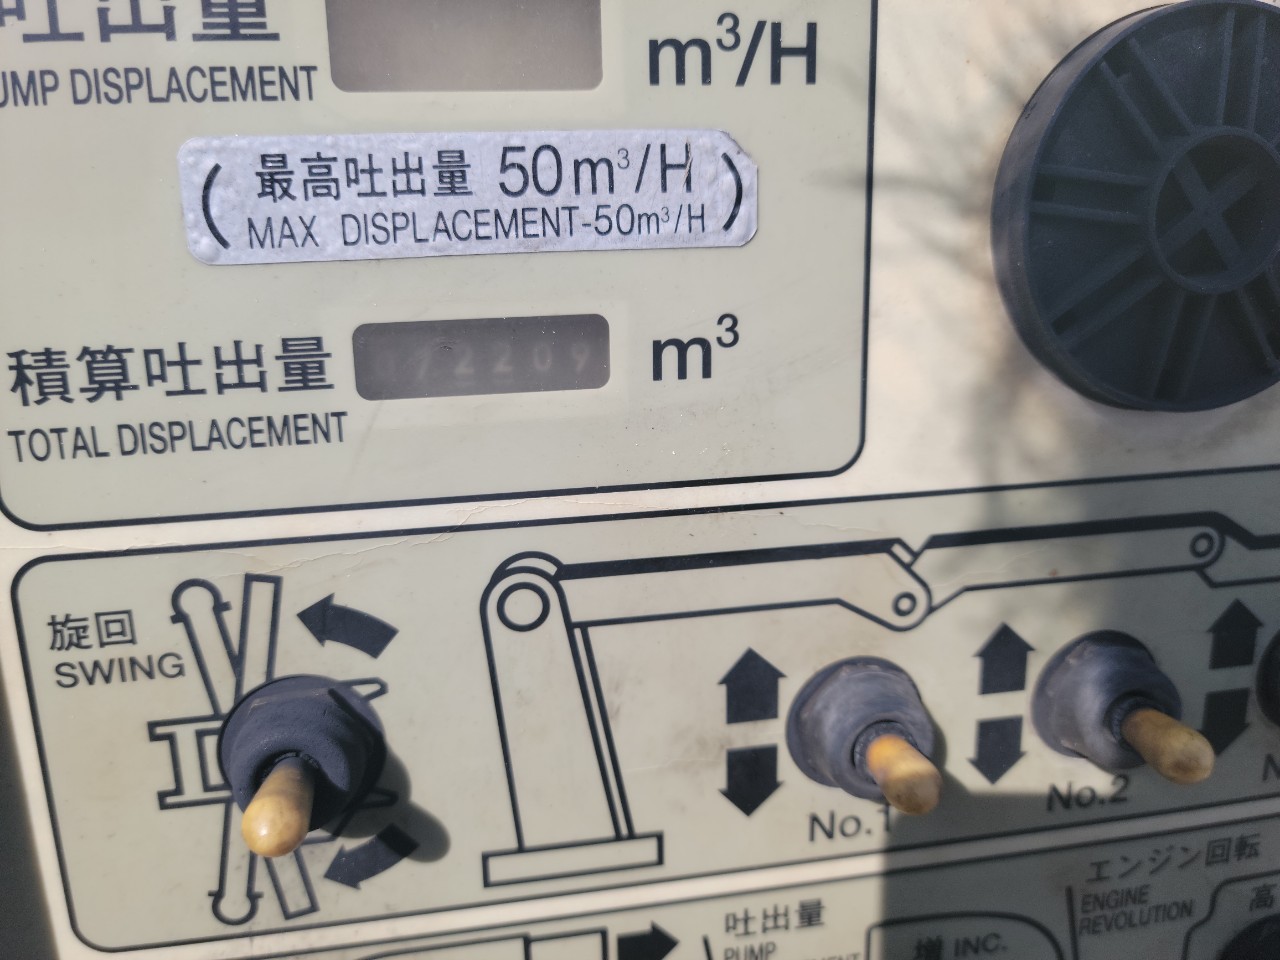 吐出量
PUMP DISPLACEMENT
m³/H
(最高吐出量 50m³/H
MAX DISPLACEMENT-50m³/H)
積算吐出量
TOTAL DISPLACEMENT
m³
旋回
SWING
No.1
No.2
エンジン回転
ENGINE
REVOLUTION
高
吐出量
PUMP
増 INC.